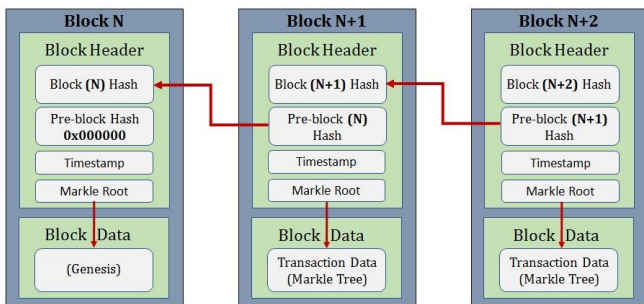 Block N
Block Header
Block (N) Hash
Pre-block Hash
0x000000
Timestamp
Markle Root
Block Data
(Genesis)
Block N+1
Block Header
Block (N+1) Hash
Pre-block (N)
Hash
Timestamp
Markle Root
Block Data
Transaction Data
(Markle Tree)
Block N+2
Block Header
Block (N+2) Hash
Pre-block (N+1)
Hash
Timestamp
Markle Root
Block Data
Transaction Data
(Markle Tree)